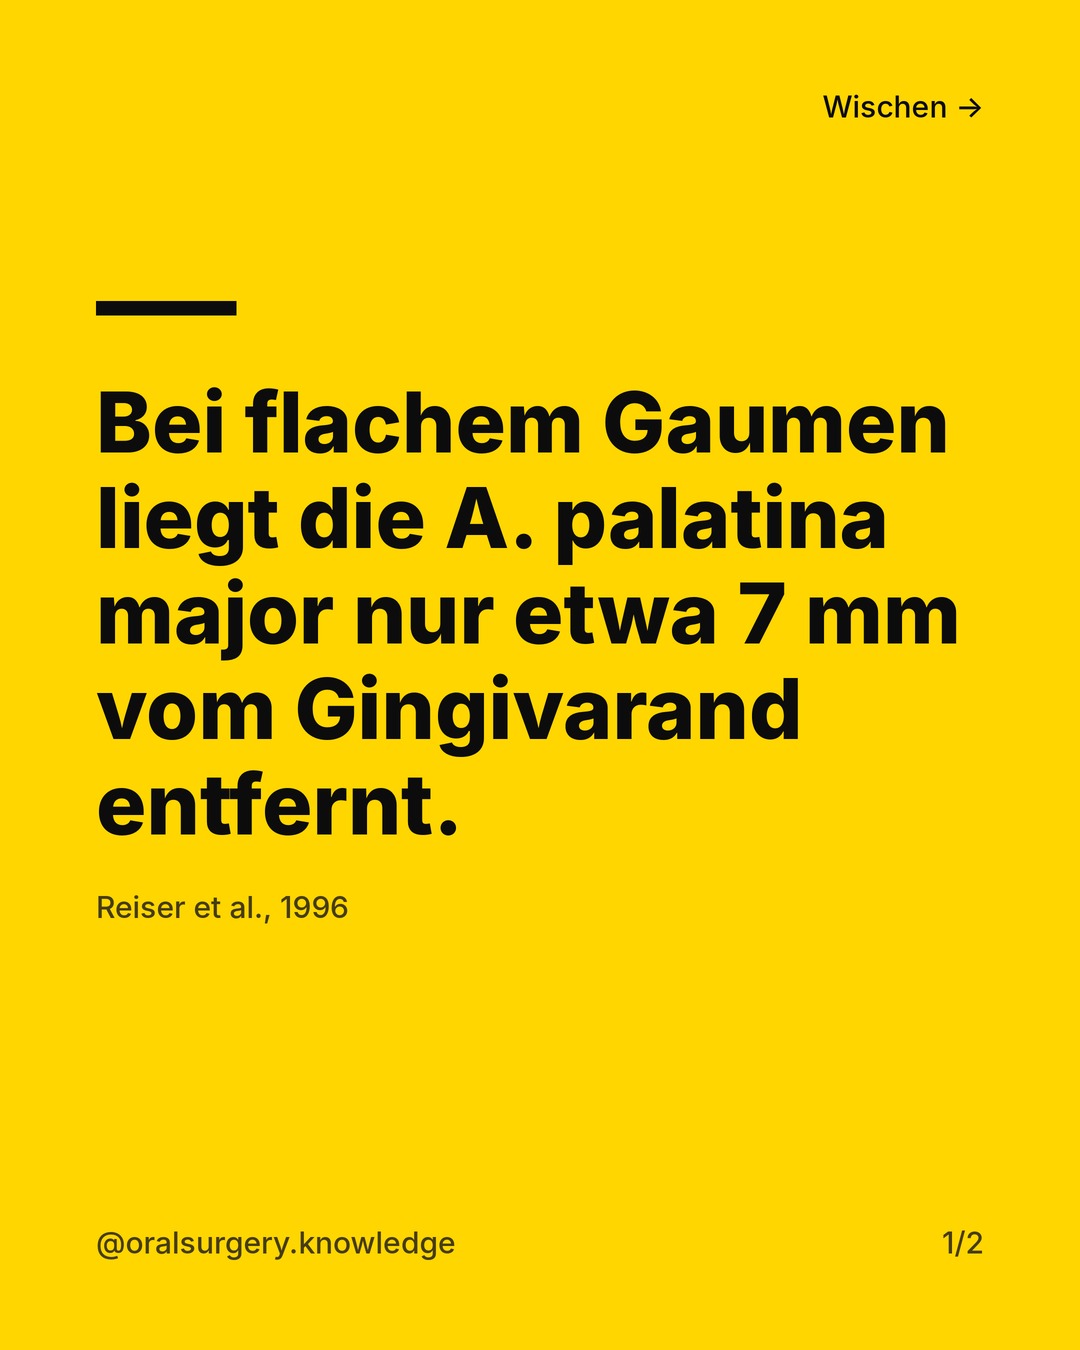 Wischen →
Bei flachem Gaumen
liegt die A. palatina
major nur etwa 7 mm
vom Gingivarand
entfernt.
Reiser et al., 1996
@oralsurgery.knowledge
1/2